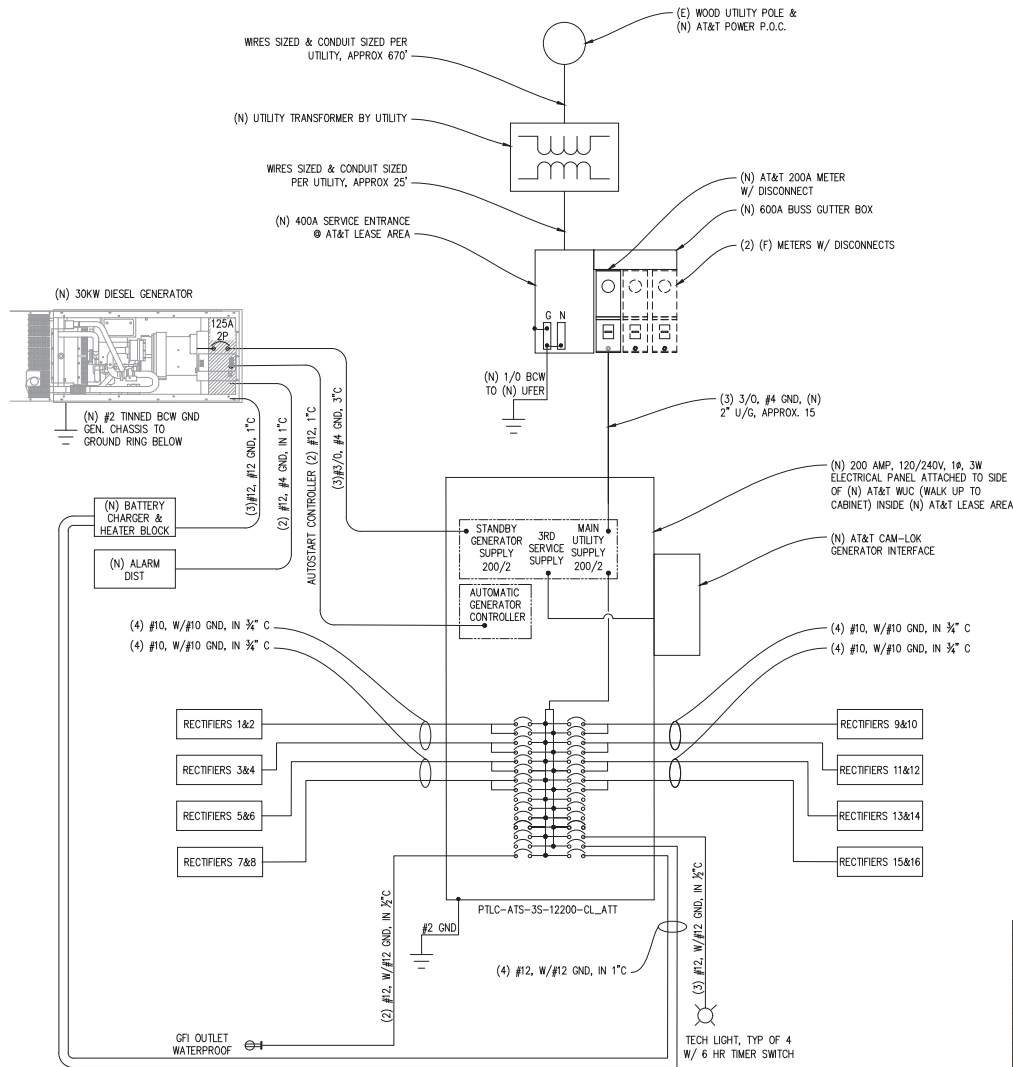 (E) WOOD UTILITY POLE &
(N) AT&T POWER P.O.C.
WIRES SIZED & CONDUIT SIZED PER
UTILITY, APPROX 670'
(N) UTILITY TRANSFORMER BY UTILITY
WIRES SIZED & CONDUIT SIZED
PER UTILITY, APPROX 25'
(N) AT&T 200A METER
W/ DISCONNECT
(N) 600A BUSS GUTTER BOX
(N) 400A SERVICE ENTRANCE
@ AT&T LEASE AREA
(2) (F) METERS W/ DISCONNECTS
(N) 30KW DIESEL GENERATOR
125A
2P
G N
(N) 1/0 BCW
TO (N) UFER
(N) #2 TINNED BCW GND
GEN. CHASSIS TO
GROUND RING BELOW
(3)#12, #12 GND, 1"C
(2) #12, #4 GND, IN 1"C
AUTOSTART CONTROLLER (2) #12, 1"C
(3)#3/0, #4 GND, 3"C
(3) 3/0, #4 GND, (N)
2" U/G, APPROX. 15
(N) 200 AMP, 120/240V, 1ø, 3W
ELECTRICAL PANEL ATTACHED TO SIDE
OF (N) AT&T WUC (WALK UP TO
CABINET) INSIDE (N) AT&T LEASE AREA
(N) BATTERY
CHARGER &
HEATER BLOCK
(N) ALARM
DIST
STANDBY
GENERATOR
SUPPLY
200/2
3RD
SERVICE
SUPPLY
MAIN
UTILITY
SUPPLY
200/2
(N) AT&T CAM-LOK
GENERATOR INTERFACE
AUTOMATIC
GENERATOR
CONTROLLER
(4) #10, W/#10 GND, IN ¾" C
(4) #10, W/#10 GND, IN ¾" C
(4) #10, W/#10 GND, IN ¾" C
(4) #10, W/#10 GND, IN ¾" C
RECTIFIERS 1&2
RECTIFIERS 9&10
RECTIFIERS 3&4
RECTIFIERS 11&12
RECTIFIERS 5&6
RECTIFIERS 13&14
RECTIFIERS 7&8
RECTIFIERS 15&16
PTLC-ATS-3S-12200-CL_ATT
#2 GND
(2) #12, W/#12 GND, IN ½"C
(4) #12, W/#12 GND, IN 1"C
(3) #12, W/#12 GND, IN ½"C
GFI OUTLET
WATERPROOF
TECH LIGHT, TYP OF 4
W/ 6 HR TIMER SWITCH